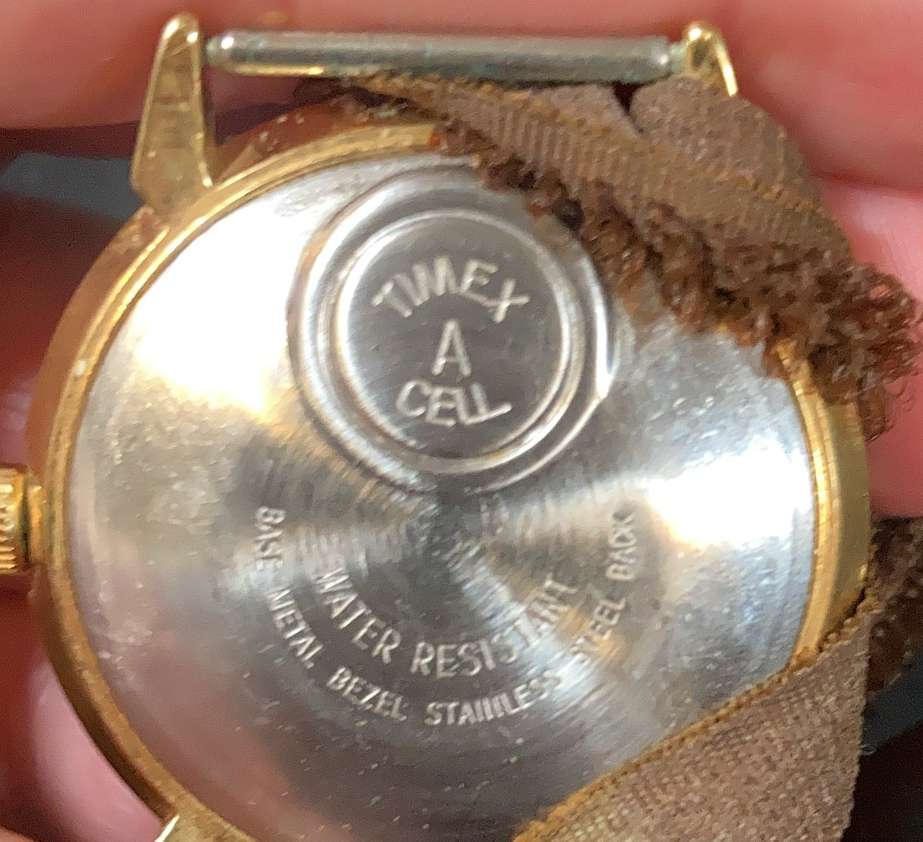 TIMEX
A
CELL
WATER RESISTANT
BASE METAL BEZEL STAINLESS STEEL BACK